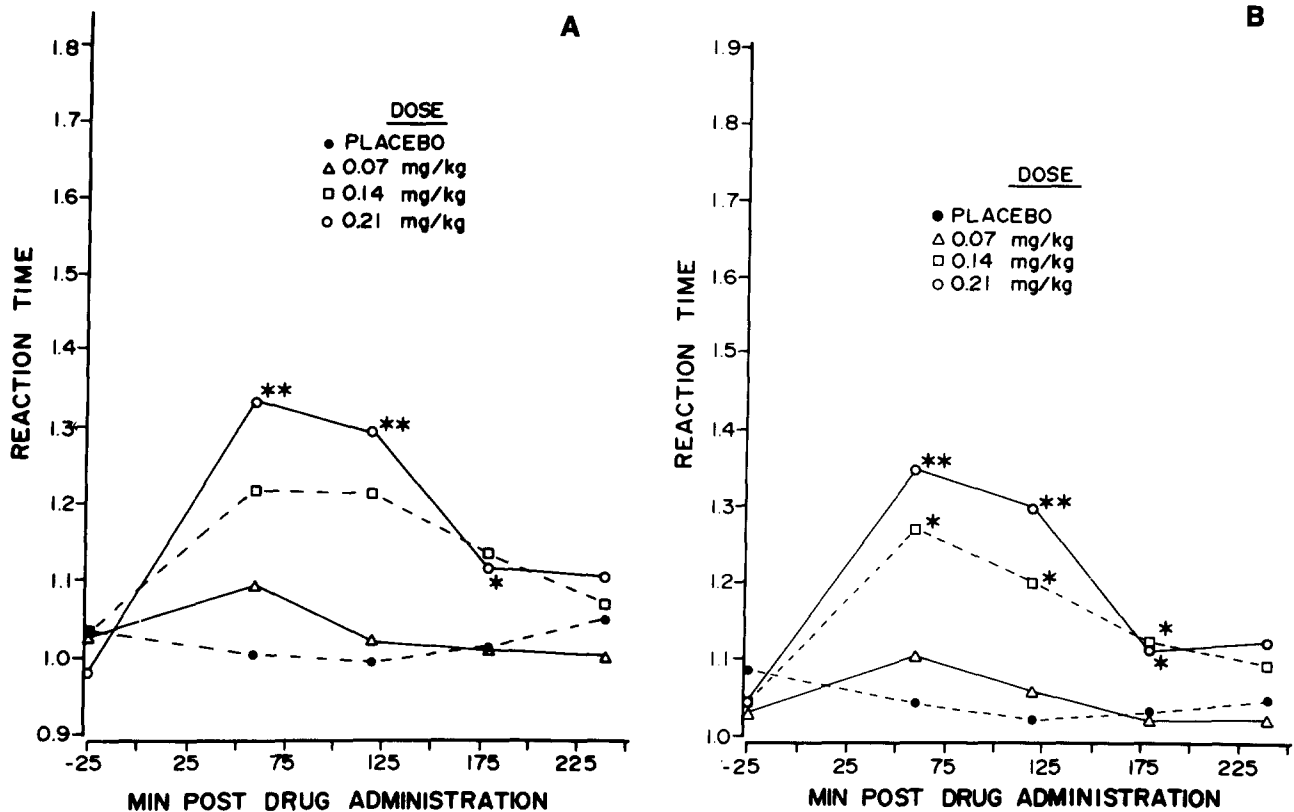 A
1.8
1.7
1.6
1.5
1.4
1.3
1.2
1.1
1.0
0.9
REACTION TIME
DOSE
PLACEBO
0.07 mg/kg
0.14 mg/kg
0.21 mg/kg
**
**
*
-25 25 75 125 175 225
MIN POST DRUG ADMINISTRATION
B
1.9
1.8
1.7
1.6
1.5
1.4
1.3
1.2
1.1
1.0
REACTION TIME
DOSE
PLACEBO
0.07 mg/kg
0.14 mg/kg
0.21 mg/kg
**
**
*
*
*
*
-25 25 75 125 175 225
MIN POST DRUG ADMINISTRATION